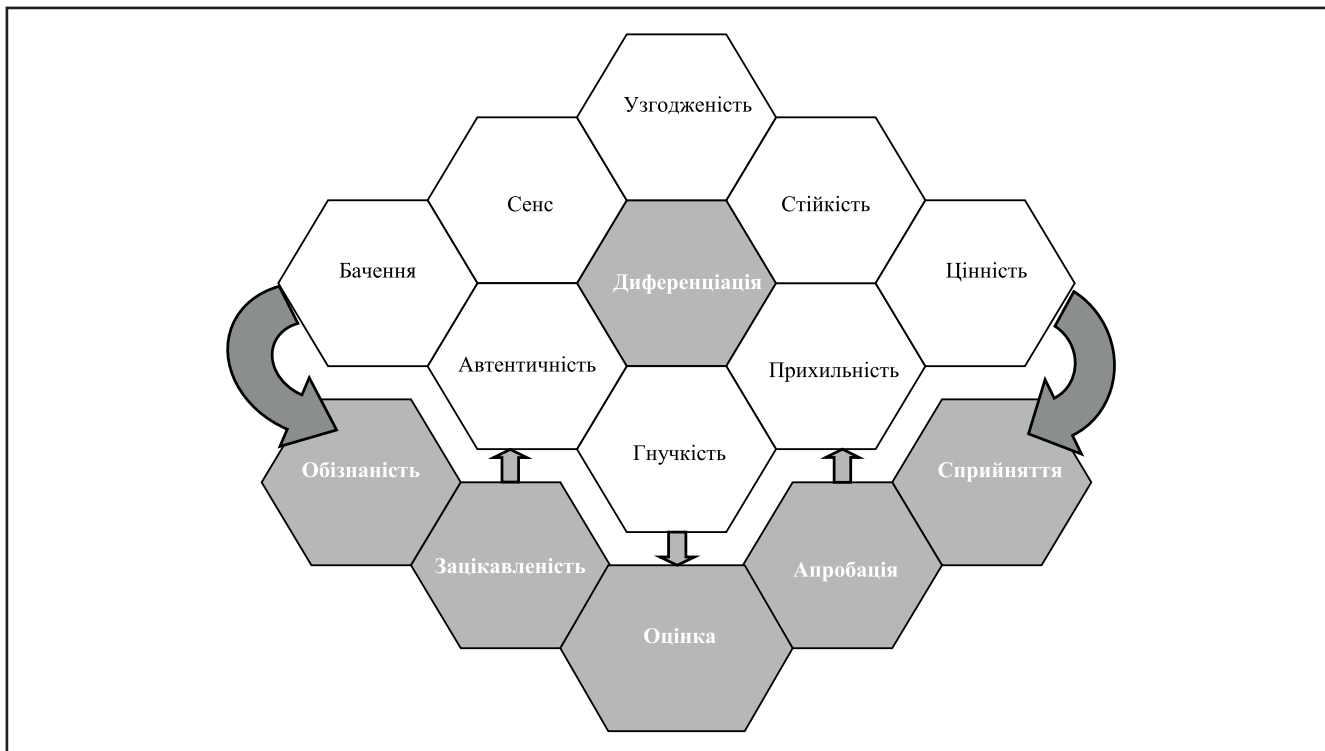 Узгодженість
Сенс
Стійкість
Бачення
Диференціація
Цінність
Автентичність
Прихильність
Гнучкість
Обізнаність
Сприйняття
Зацікавленість
Апробація
Оцінка